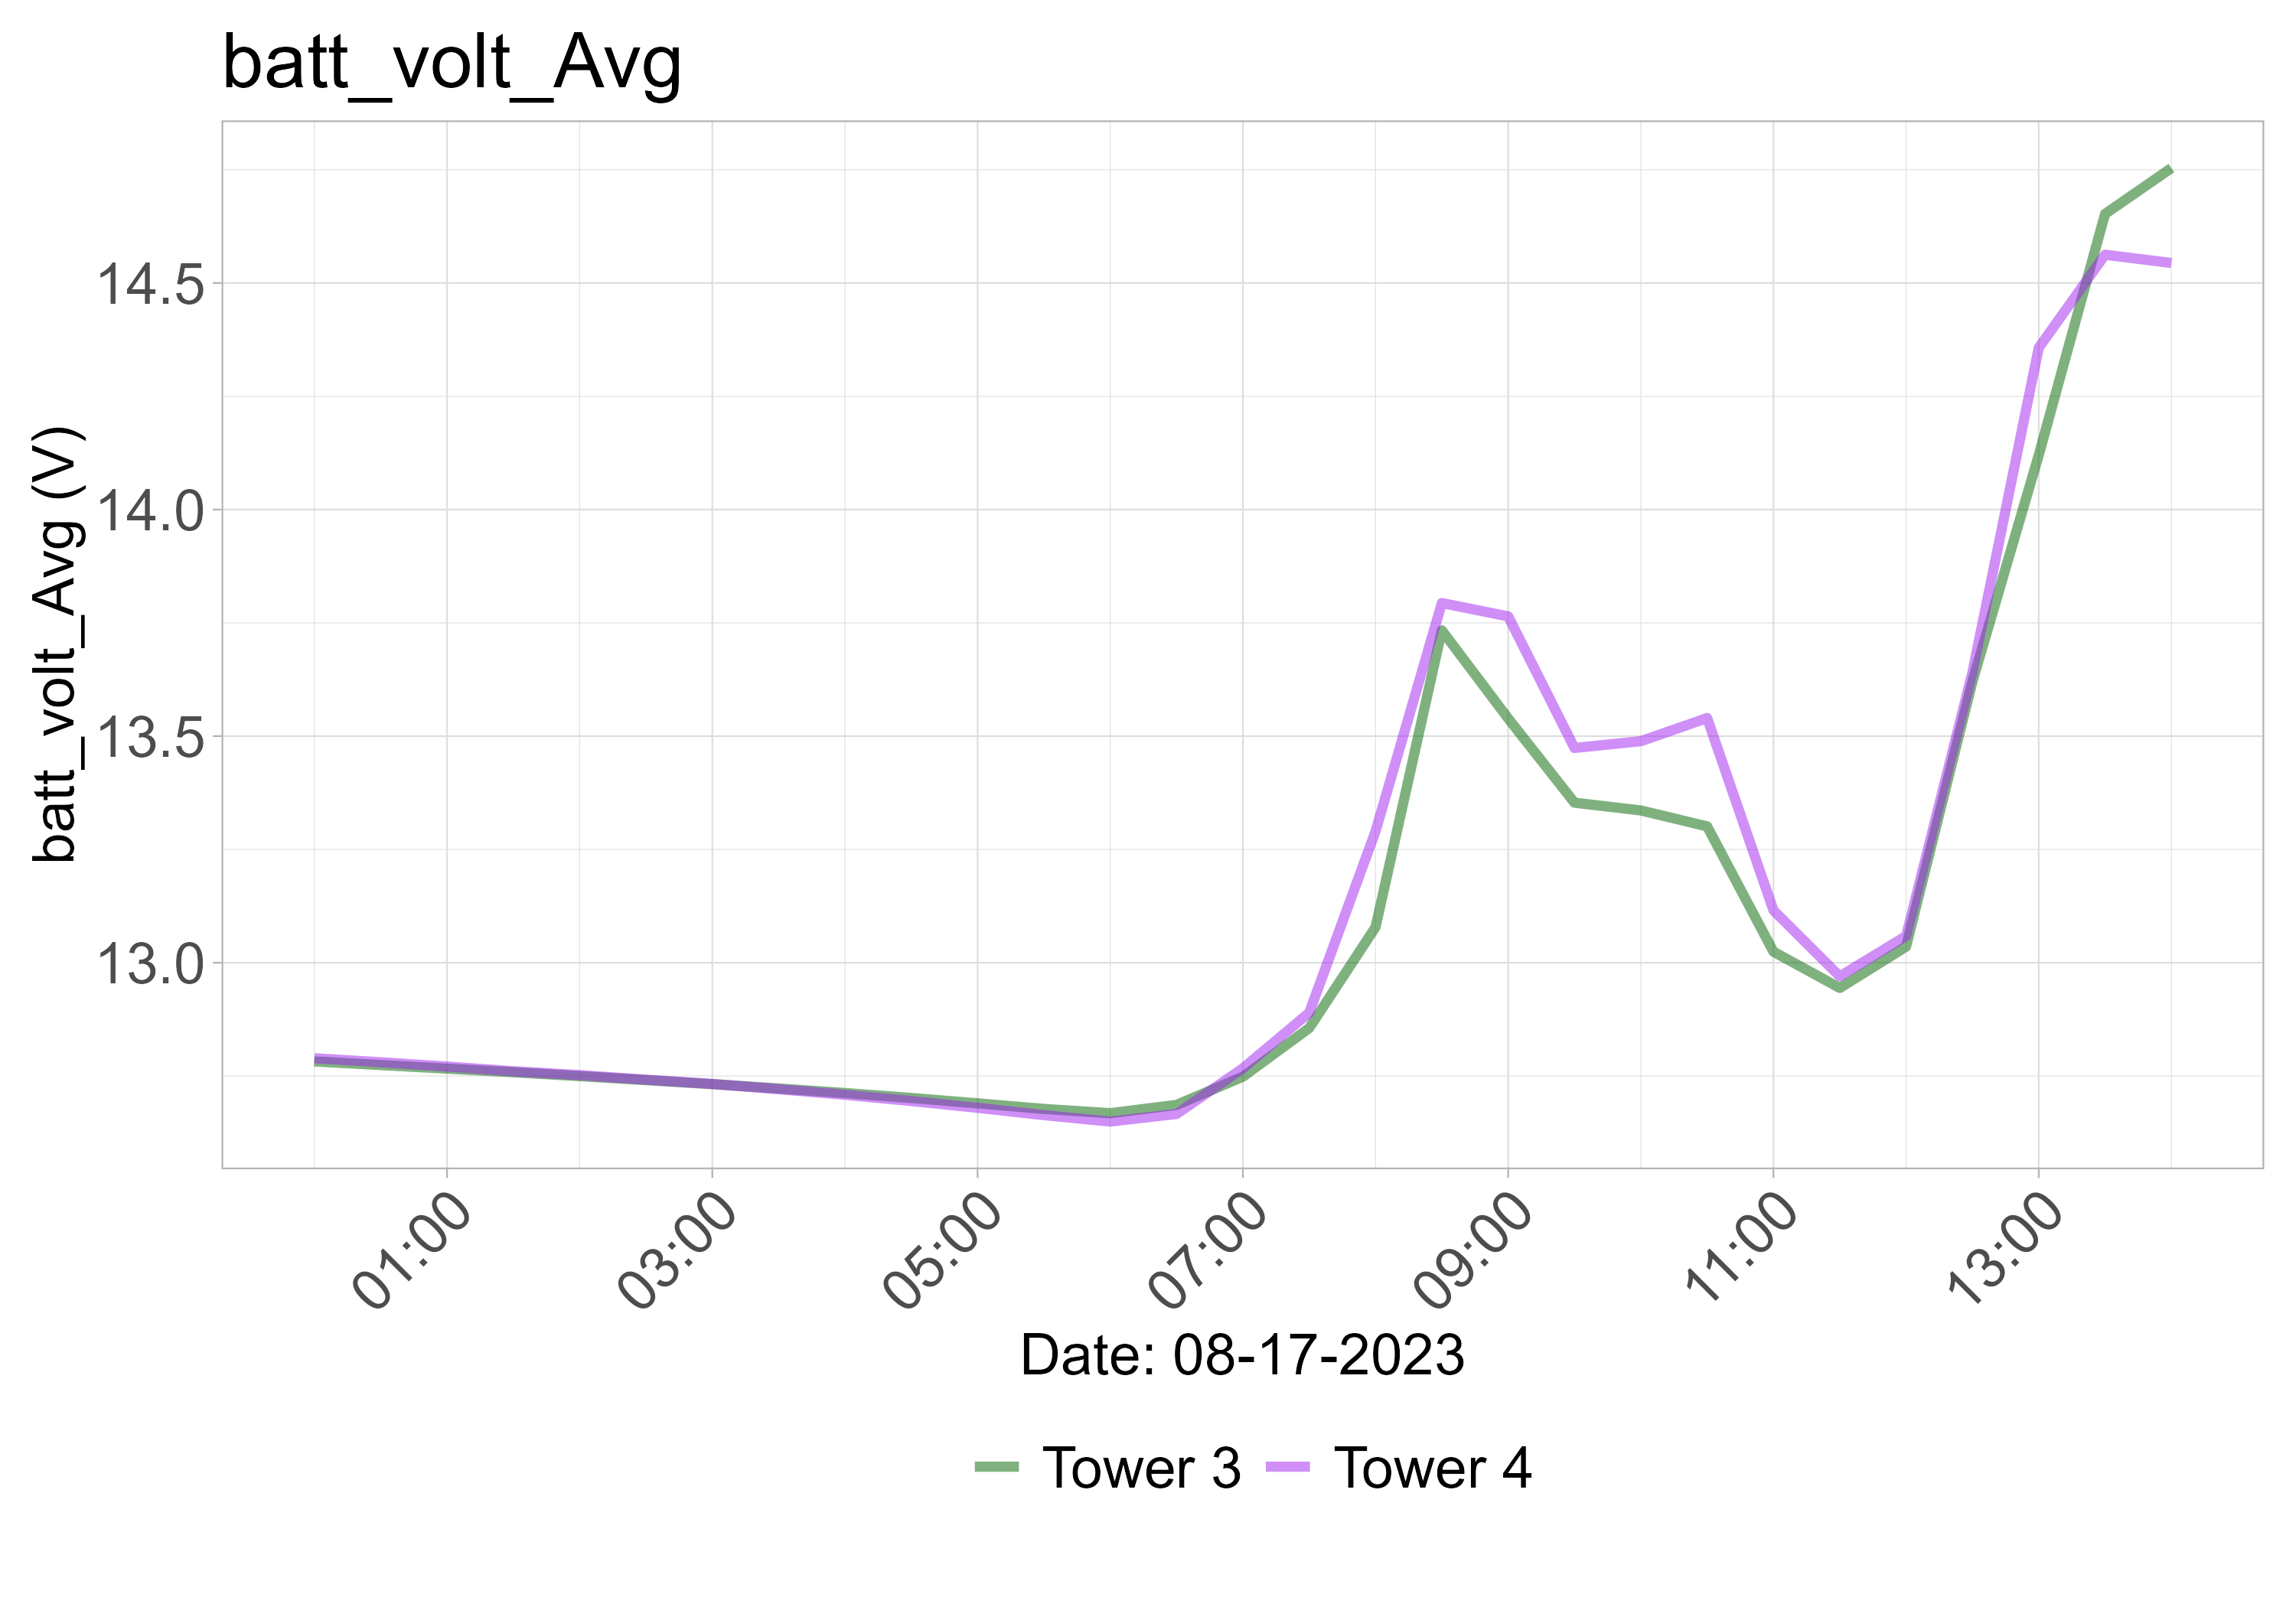 batt_volt_Avg
batt_volt_Avg (V)
14.5
14.0
13.5
13.0
01:00 03:00 05:00 07:00 09:00 11:00 13:00
Date: 08-17-2023
Tower 3 Tower 4